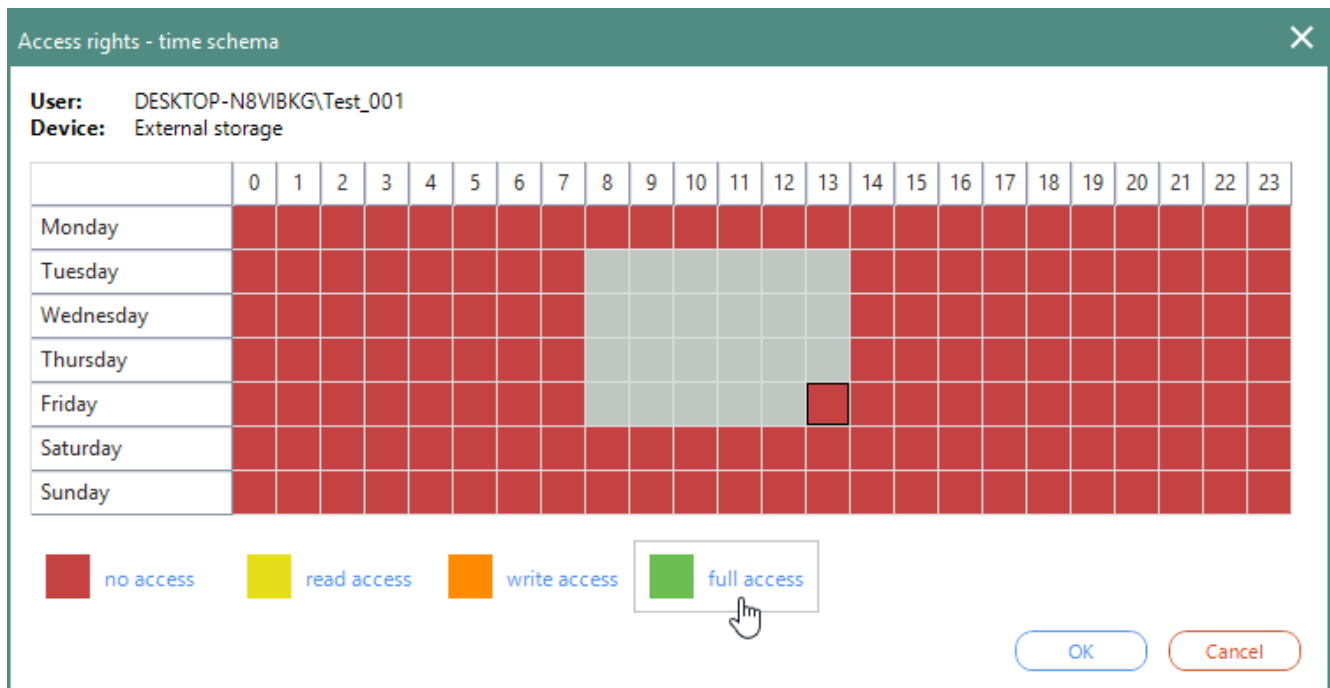 Access rights - time schema
User: DESKTOP-N8VIBKG\Test_001
Device: External storage
0 1 2 3 4 5 6 7 8 9 10 11 12 13 14 15 16 17 18 19 20 21 22 23
Monday
Tuesday
Wednesday
Thursday
Friday
Saturday
Sunday
no access read access write access full access
OK Cancel